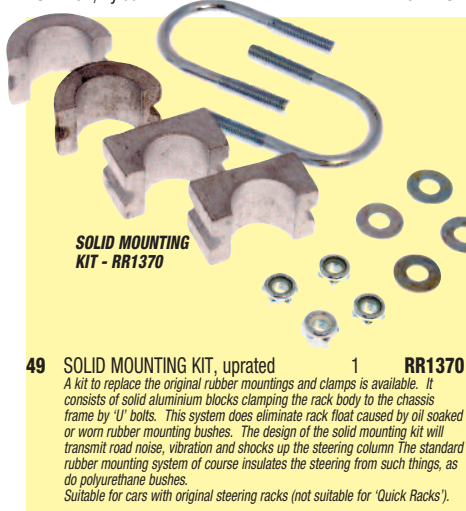 SOLID MOUNTING
KIT - RR1370
49 SOLID MOUNTING KIT, uprated 1 RR1370
A kit to replace the original rubber mountings and clamps is available. It
consists of solid aluminium blocks clamping the rack body to the chassis
frame by ‘U’ bolts. This system does eliminate rack float caused by oil soaked
or worn rubber mounting bushes. The design of the solid mounting kit will
transmit road noise, vibration and shocks up the steering column The standard
rubber mounting system of course insulates the steering from such things, as
do polyurethane bushes.
Suitable for cars with original steering racks (not suitable for ‘Quick Racks’).